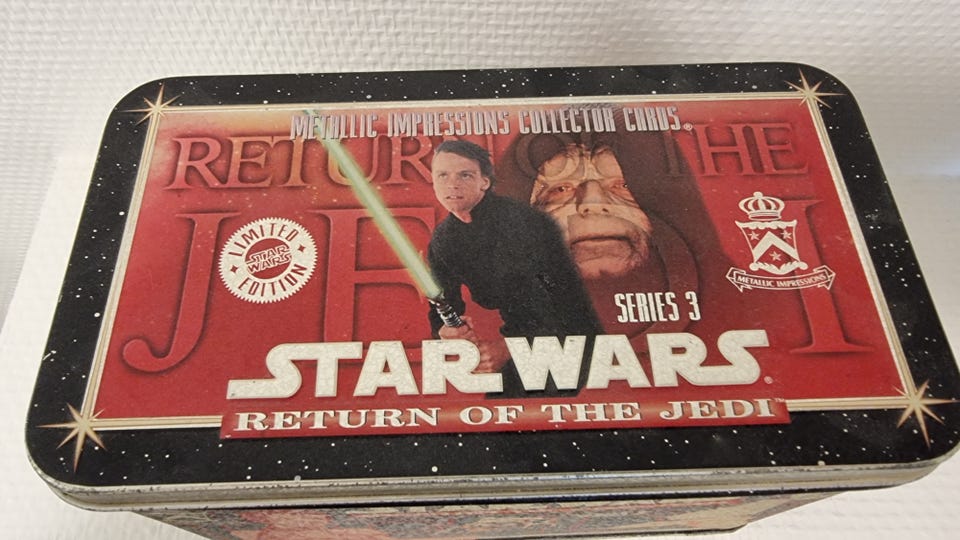 METALLIC IMPRESSIONS COLLECTOR CARDS®
RETURN OF THE
JEDI
LIMITED
STAR WARS
EDITION
METALLIC IMPRESSIONS
SERIES 3
STAR WARS®
RETURN OF THE JEDI™